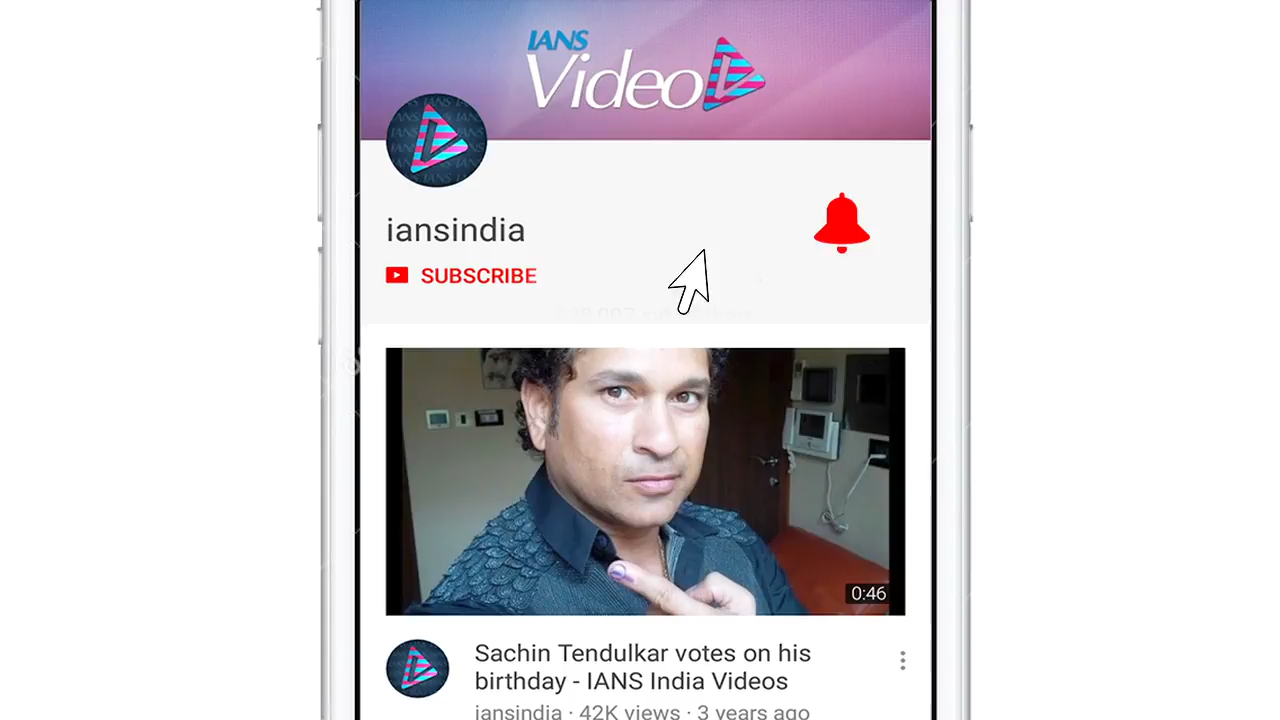 IANS
Video
iansindia
SUBSCRIBE
0:46
Sachin Tendulkar votes on his
birthday - IANS India Videos
iansindia · 42K views · 3 years ago